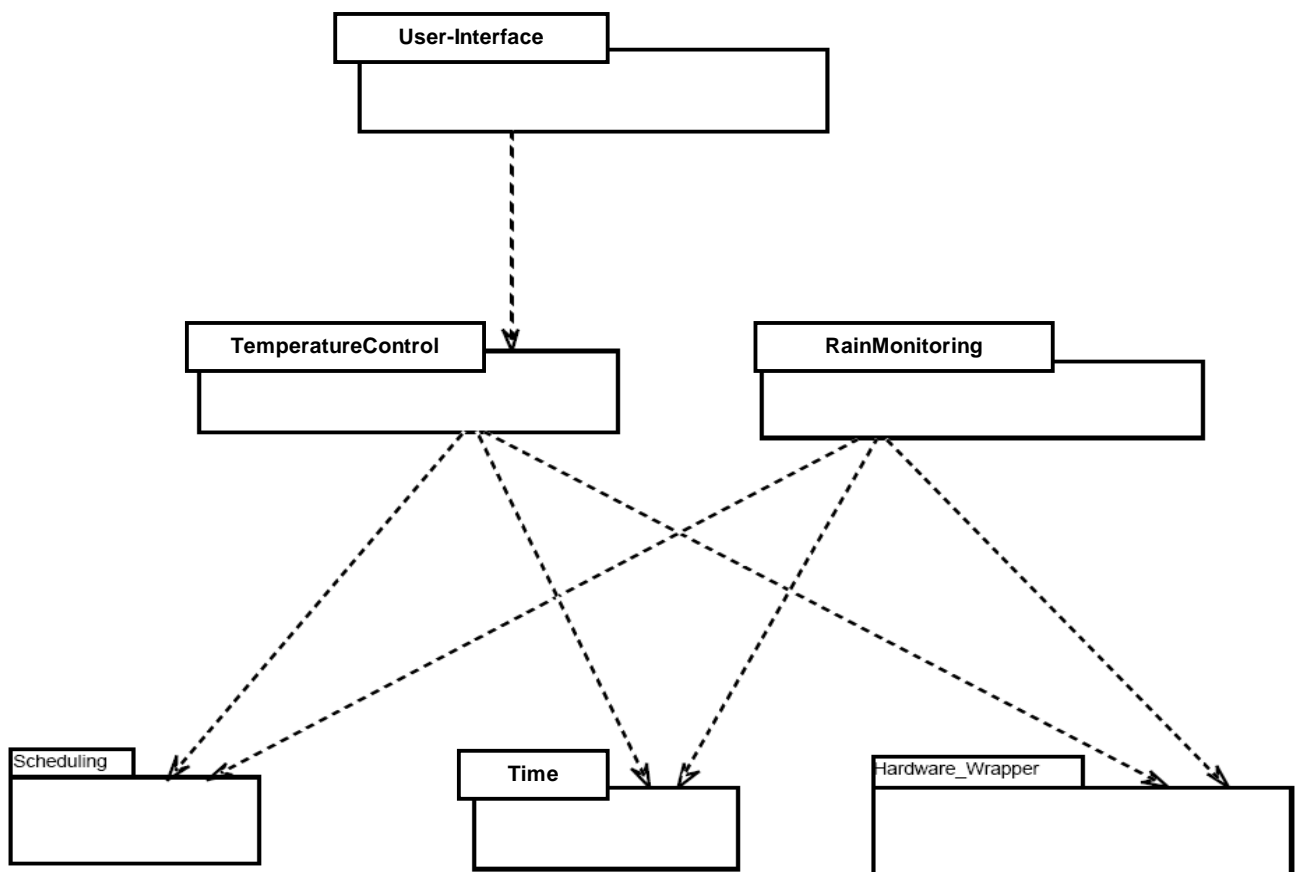 User-Interface
TemperatureControl
RainMonitoring
Scheduling
Time
Hardware_Wrapper